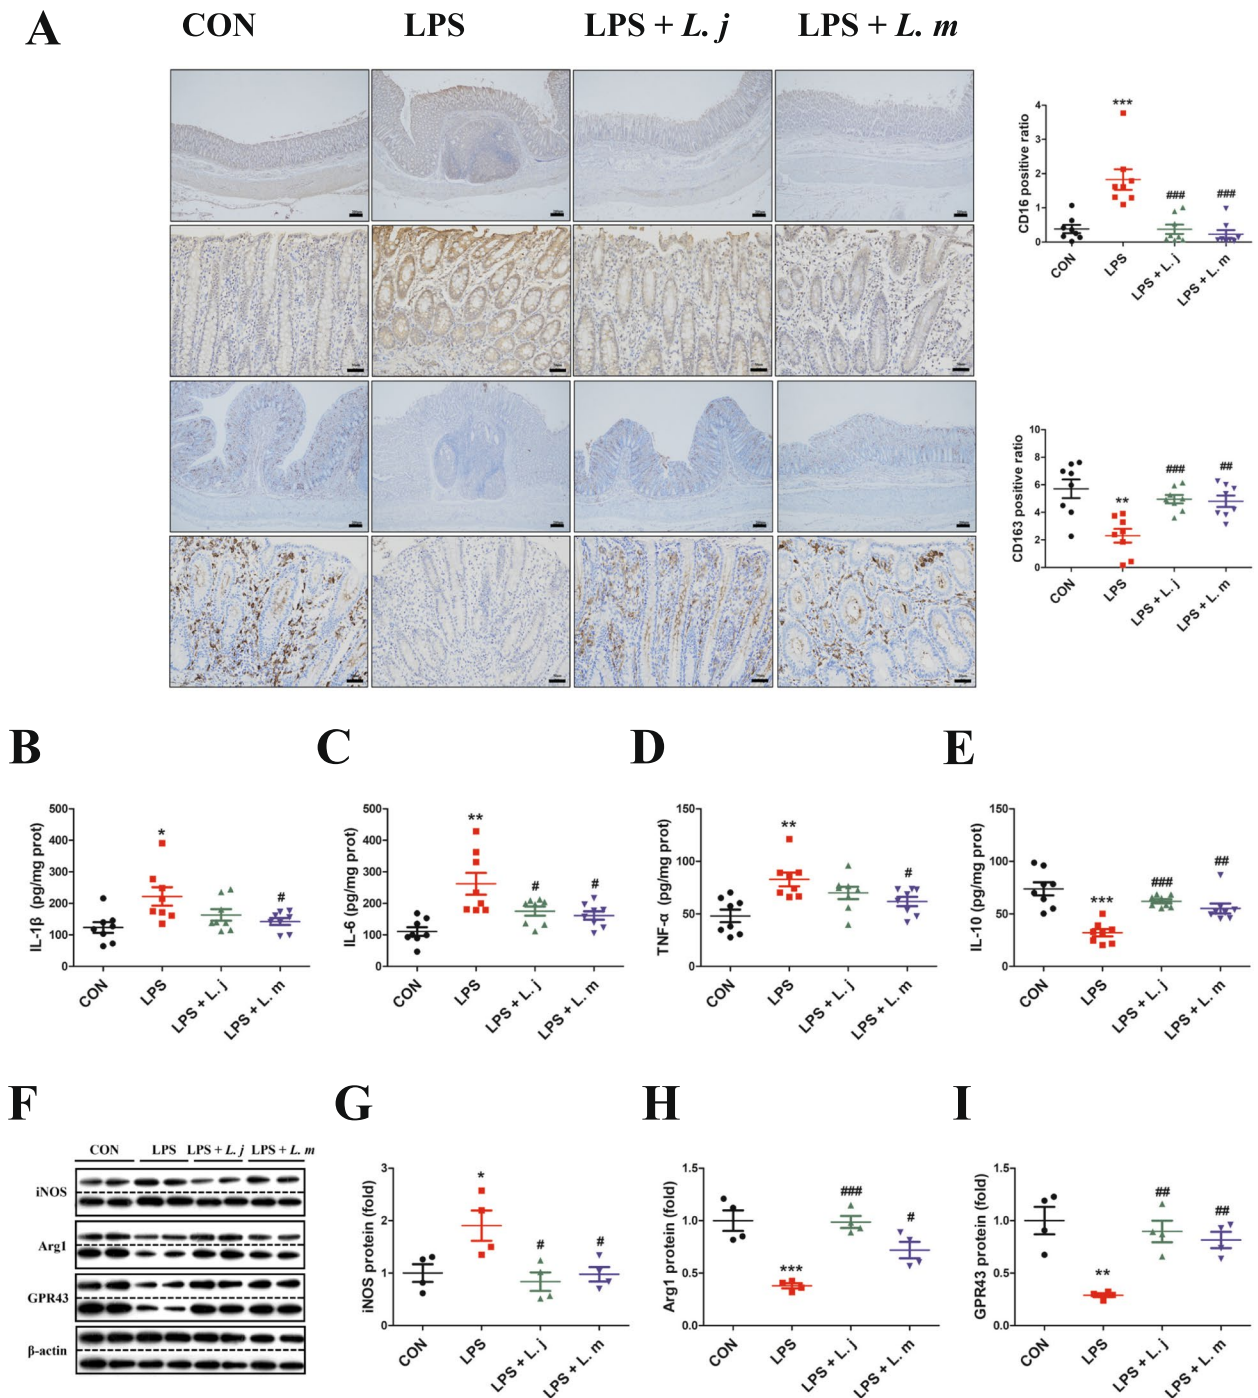 A
CON
LPS
LPS + L. j
LPS + L. m
CD16 positive ratio
4
3
2
1
0
***
###
###
CON
LPS
LPS + L. j
LPS + L. m
CD163 positive ratio
10
8
6
4
2
0
**
###
##
CON
LPS
LPS + L. j
LPS + L. m
B
IL-1β (pg/mg prot)
500
400
300
200
100
0
*
#
CON
LPS
LPS + L. j
LPS + L. m
C
IL-6 (pg/mg prot)
500
400
300
200
100
0
**
#
#
CON
LPS
LPS + L. j
LPS + L. m
D
TNF-α (pg/mg prot)
150
100
50
0
**
#
CON
LPS
LPS + L. j
LPS + L. m
E
IL-10 (pg/mg prot)
150
100
50
0
***
###
##
CON
LPS
LPS + L. j
LPS + L. m
F
CON
LPS
LPS + L. j
LPS + L. m
iNOS
Arg1
GPR43
β-actin
G
iNOS protein (fold)
3
2
1
0
*
#
#
CON
LPS
LPS + L. j
LPS + L. m
H
Arg1 protein (fold)
1.5
1.0
0.5
0.0
***
###
#
CON
LPS
LPS + L. j
LPS + L. m
I
GPR43 protein (fold)
1.5
1.0
0.5
0.0
**
##
##
CON
LPS
LPS + L. j
LPS + L. m